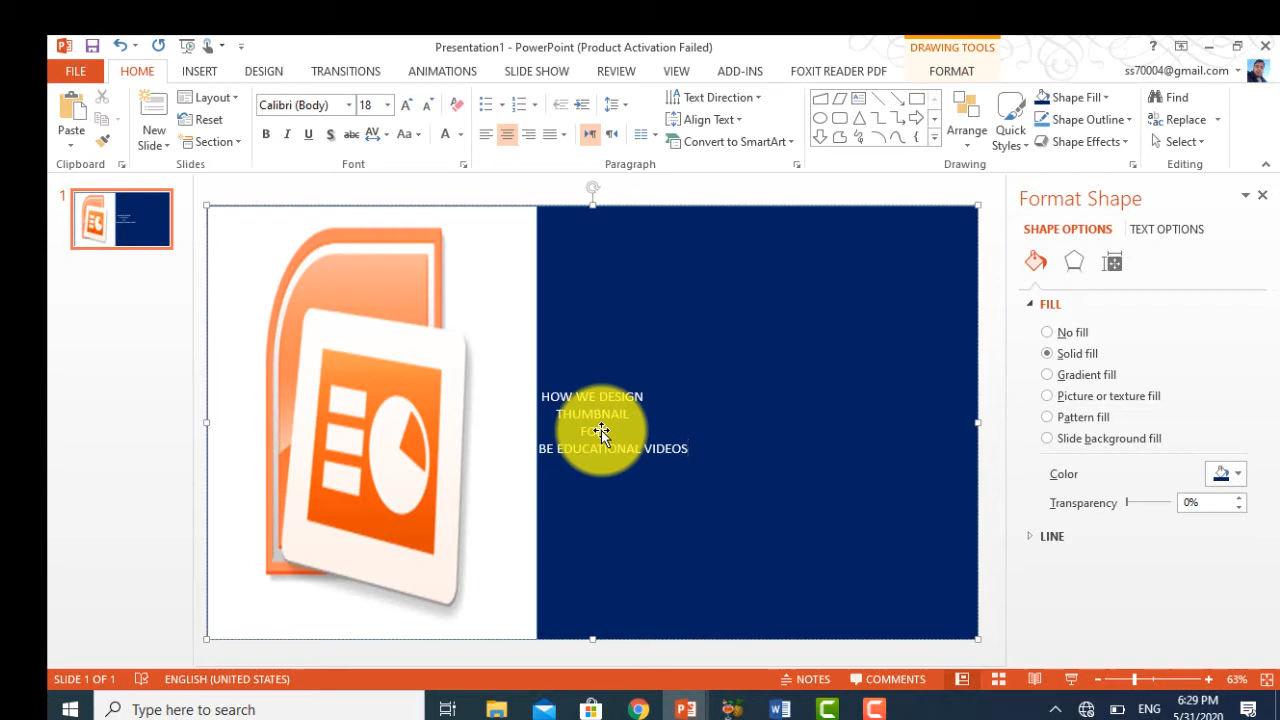 Presentation1 - PowerPoint (Product Activation Failed)
DRAWING TOOLS
FILE HOME INSERT DESIGN TRANSITIONS ANIMATIONS SLIDE SHOW REVIEW VIEW ADD-INS FOXIT READER PDF FORMAT
ss70004@gmail.com
Paste
New
Slide
Layout
Reset
Section
Calibri (Body) 18
Text Direction
Align Text
Convert to SmartArt
Arrange
Quick
Styles
Shape Fill
Shape Outline
Shape Effects
Find
Replace
Select
Clipboard Slides Font Paragraph Drawing Editing
1
HOW WE DESIGN
THUMBNAIL
BE EDUCATIONAL VIDEOS
Format Shape
SHAPE OPTIONS TEXT OPTIONS
FILL
No fill
Solid fill
Gradient fill
Picture or texture fill
Pattern fill
Slide background fill
Color
Transparency 0%
LINE
SLIDE 1 OF 1 ENGLISH (UNITED STATES) NOTES COMMENTS 63%
Type here to search
ENG
6:29 PM
5/31/2020